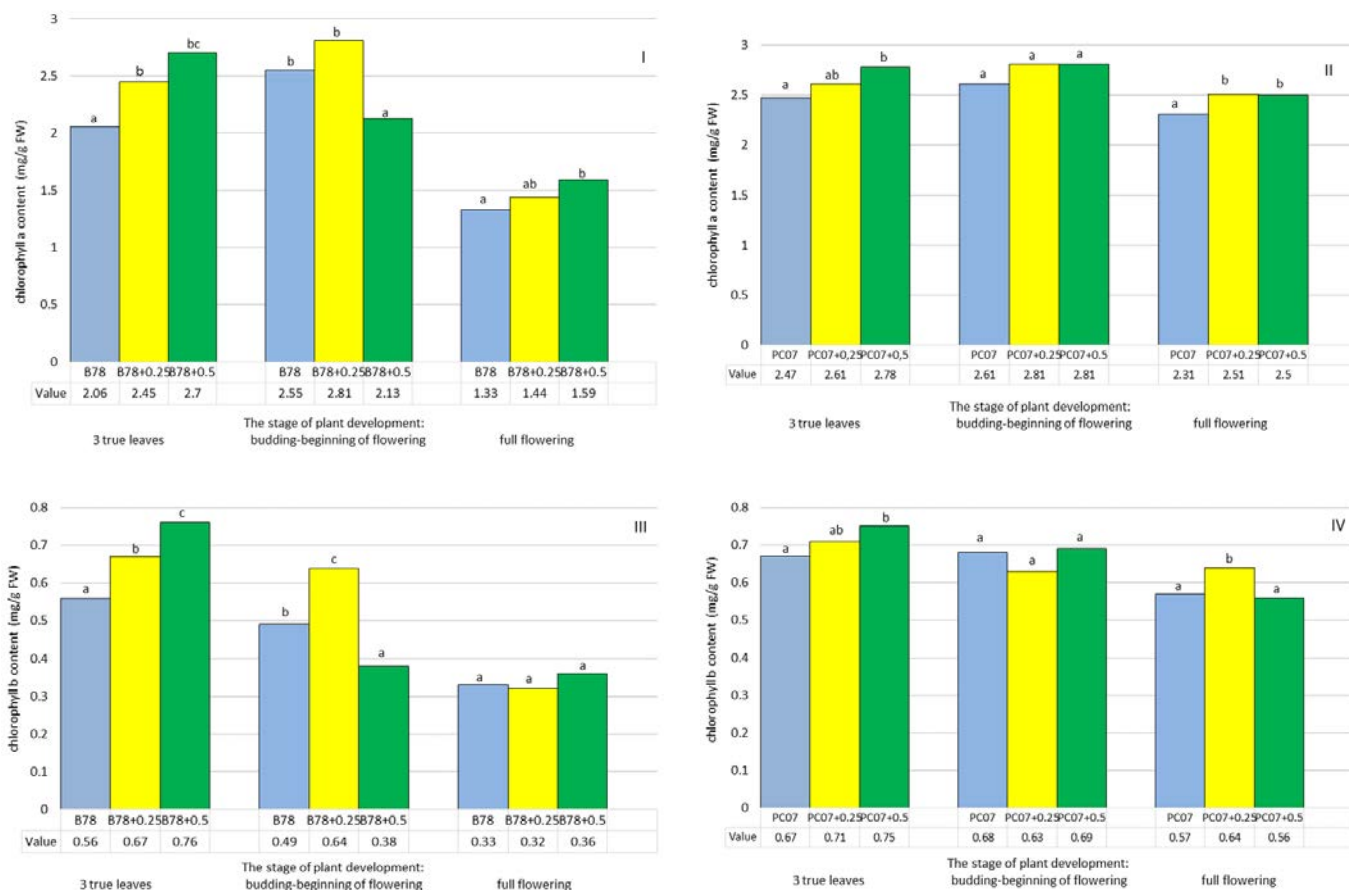 I
chlorophyll a content (mg/g FW)
3
2.5
2
1.5
1
0.5
0
a
b
bc
b
b
a
a
ab
b
B78 B78+0.25 B78+0.5 B78 B78+0.25 B78+0.5 B78 B78+0.25 B78+0.5
Value 2.06 2.45 2.7 2.55 2.81 2.13 1.33 1.44 1.59
The stage of plant development:
3 true leaves budding-beginning of flowering full flowering
II
chlorophyll a content (mg/g FW)
3
2.5
2
1.5
1
0.5
0
a
ab
b
a
a
a
a
b
b
PC07 PC07+0,25 PC07+0,5 PC07 PC07+0.25 PC07+0.5 PC07 PC07+0.25 PC07+0.5
Value 2.47 2.61 2.78 2.61 2.81 2.81 2.31 2.51 2.5
The stage of plant development:
3 true leaves budding-beginning of flowering full flowering
III
chlorophyll b content (mg/g FW)
0.8
0.7
0.6
0.5
0.4
0.3
0.2
0.1
0
a
b
c
b
c
a
a
a
a
B78 B78+0.25 B78+0.5 B78 B78+0.25 B78+0.5 B78 B78+0.25 B78+0.5
Value 0.56 0.67 0.76 0.49 0.64 0.38 0.33 0.32 0.36
The stage of plant development:
3 true leaves budding-beginning of flowering full flowering
IV
chlorophyll b content (mg/g FW)
0.8
0.7
0.6
0.5
0.4
0.3
0.2
0.1
0
a
ab
b
a
a
a
a
b
a
PC07 PC07+0.25 PC07+0.5 PC07 PC07+0.25 PC07+0.5 PC07 PC07+0.25 PC07+0.5
Value 0.67 0.71 0.75 0.68 0.63 0.69 0.57 0.64 0.56
The stage of plant development:
3 true leaves budding-beginning of flowering full flowering